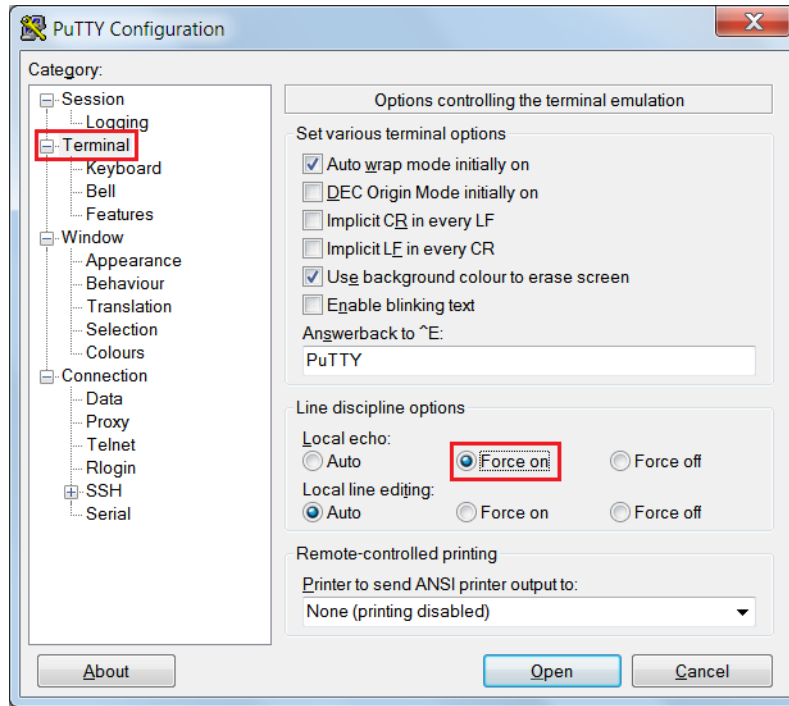 PuTTY Configuration
X
Category:
Session
Logging
Terminal
Keyboard
Bell
Features
Window
Appearance
Behaviour
Translation
Selection
Colours
Connection
Data
Proxy
Telnet
Rlogin
SSH
Serial
Options controlling the terminal emulation
Set various terminal options
Auto wrap mode initially on
DEC Origin Mode initially on
Implicit CR in every LF
Implicit LF in every CR
Use background colour to erase screen
Enable blinking text
Answerback to ^E:
PuTTY
Line discipline options
Local echo:
Auto Force on Force off
Local line editing:
Auto Force on Force off
Remote-controlled printing
Printer to send ANSI printer output to:
None (printing disabled)
About Open Cancel